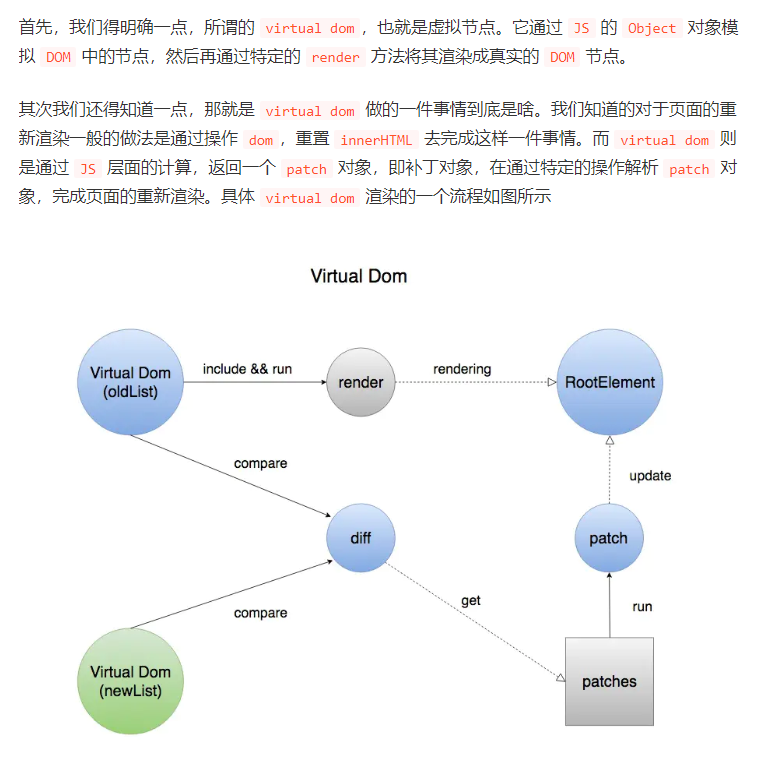 首先，我们得明确一点，所谓的 virtual dom ，也就是虚拟节点。它通过 JS 的 Object 对象模
拟 DOM 中的节点，然后再通过特定的 render 方法将其渲染成真实的 DOM 节点。
其次我们还得知道一点，那就是 virtual dom 做的一件事情到底是啥。我们知道的对于页面的重
新渲染一般的做法是通过操作 dom ，重置 innerHTML 去完成这样一件事情。而 virtual dom 则
是通过 JS 层面的计算，返回一个 patch 对象，即补丁对象，在通过特定的操作解析 patch 对
象，完成页面的重新渲染。具体 virtual dom 渲染的一个流程如图所示
Virtual Dom
Virtual Dom
(oldList)
include && run
render
rendering
RootElement
compare
update
diff
patch
compare
get
run
Virtual Dom
(newList)
patches